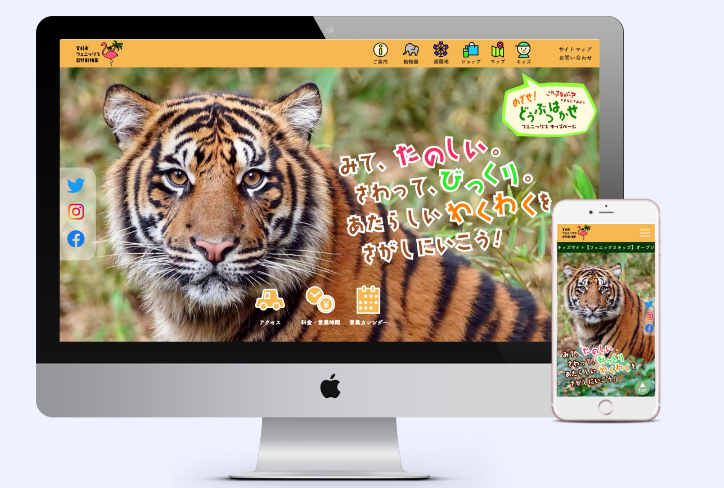 宮崎市
フェニックス
自然動物園
ご案内
動物園
遊園地
ショップ
マップ
キッズ
サイトマップ
お問い合わせ
めざせ!
どうぶつはかせ
フェニックス キッズページ
みて、たのしい。
さわって、びっくり。
あたらしい わくわくを
さがしにいこう!
アクセス
料金・営業時間
営業カレンダー
宮崎市
フェニックス
自然動物園
キッズサイト【フェニックスキッズ】オープン
みて、たのしい。
さわって、びっくり。
あたらしい わくわくを
さがしにいこう!